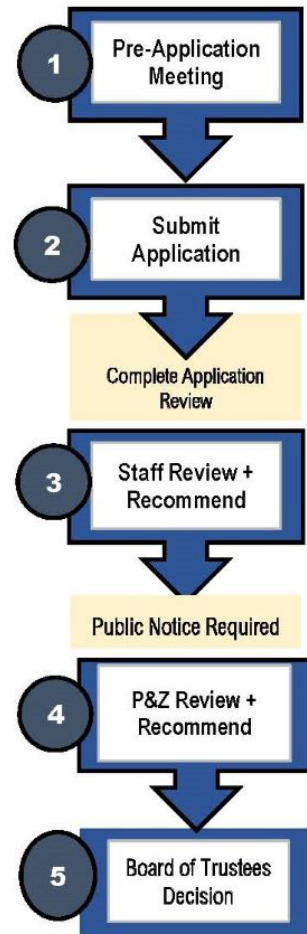 1
Pre-Application
Meeting
2
Submit
Application
Complete Application
Review
3
Staff Review +
Recommend
Public Notice Required
4
P&Z Review +
Recommend
5
Board of Trustees
Decision